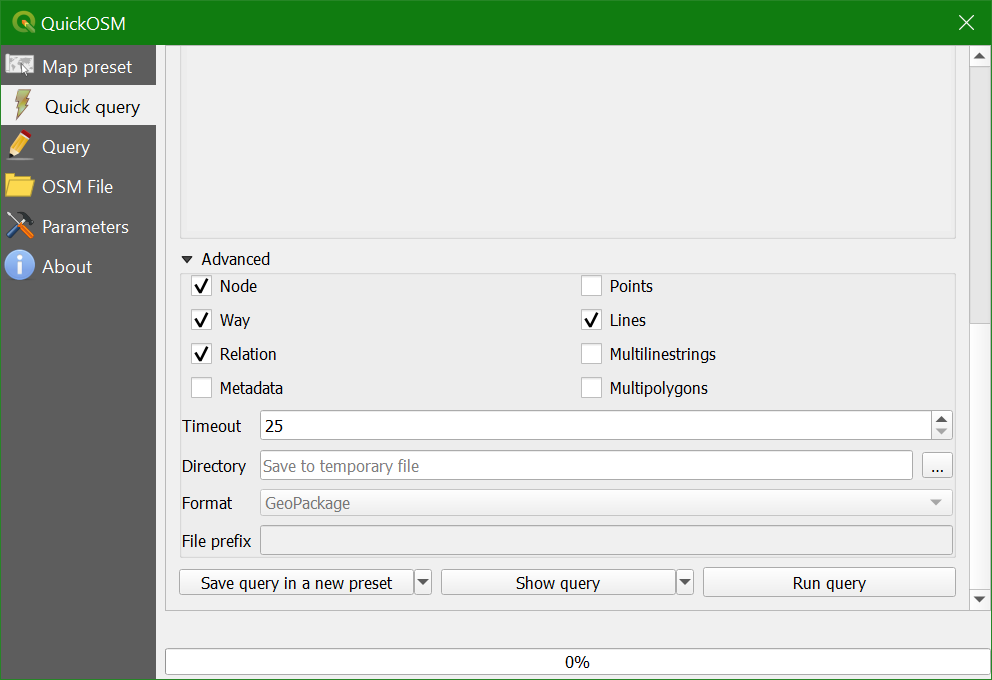 QuickOSM
Map preset
Quick query
Query
OSM File
Parameters
About
Advanced
Node
Points
Way
Lines
Relation
Multilinestrings
Metadata
Multipolygons
Timeout 25
Directory Save to temporary file ...
Format GeoPackage
File prefix
Save query in a new preset Show query Run query
0%